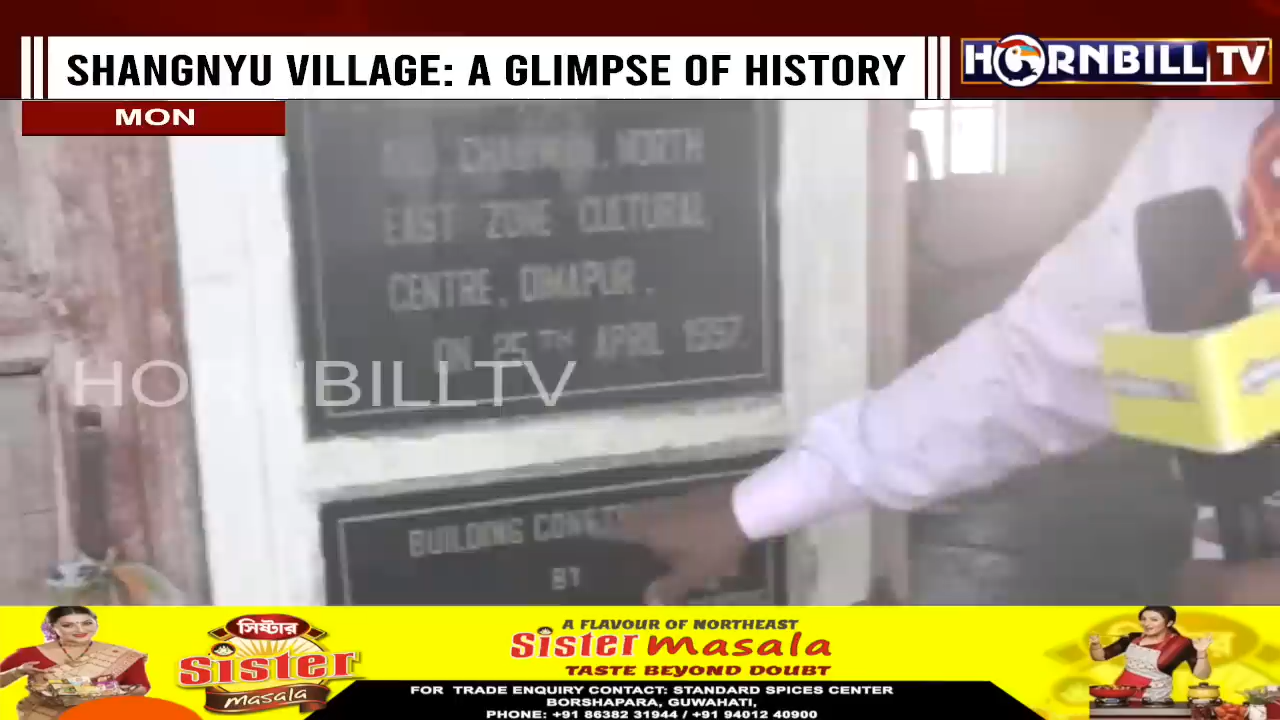 SHANGNYU VILLAGE: A GLIMPSE OF HISTORY
HORNBILL TV
MON
CHAIRMAN, NORTH
EAST ZONE CULTURAL
CENTRE, DIMAPUR.
ON 25TH APRIL 1997.
HORNBILLTV
BUILDING
BY
সিষ্টার
Sister
masala
A FLAVOUR OF NORTHEAST
Sister masala
TASTE BEYOND DOUBT
FOR TRADE ENQUIRY CONTACT: STANDARD SPICES CENTER
BORSHAPARA, GUWAHATI,
PHONE: +91 86382 31944 / +91 94012 40900